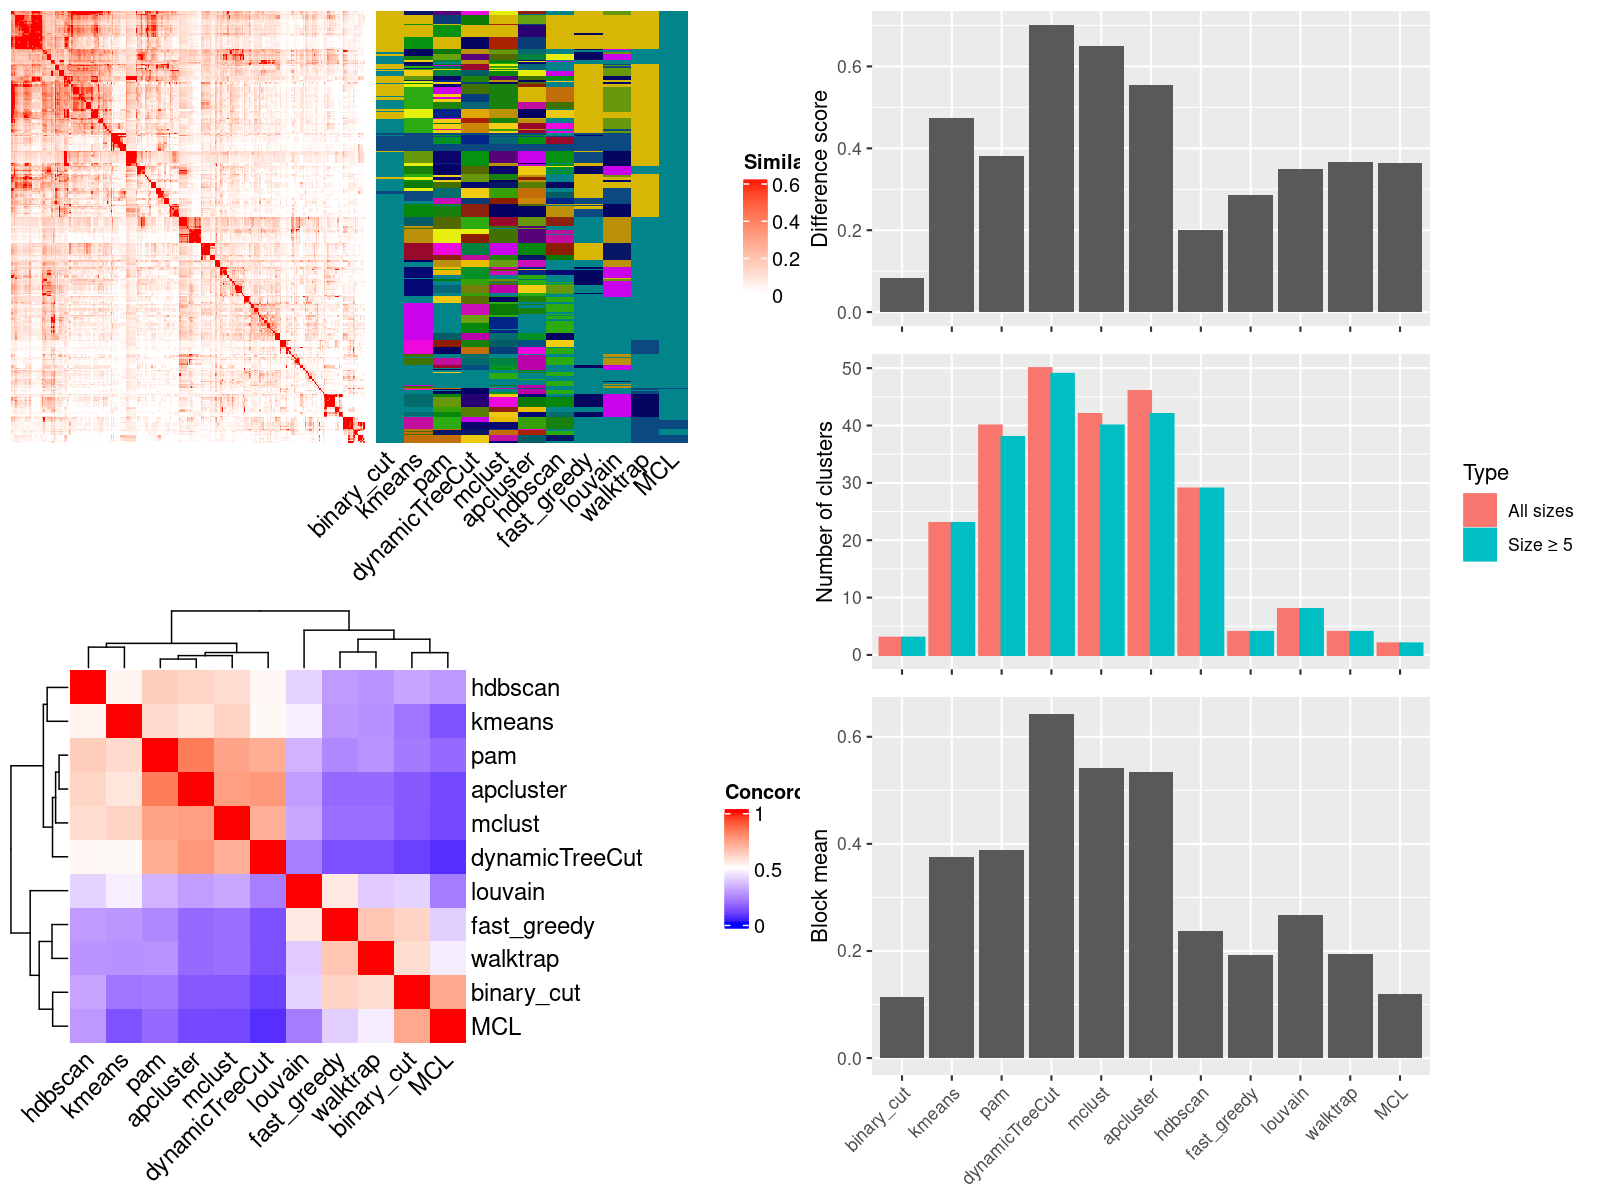 Simila
0.6
0.4
0.2
0
binary_cut
kmeans
pam
dynamicTreeCut
mclust
apcluster
hdbscan
fast_greedy
louvain
walktrap
MCL
hdbscan
kmeans
pam
apcluster
mclust
dynamicTreeCut
louvain
fast_greedy
walktrap
binary_cut
MCL
hdbscan
kmeans
pam
apcluster
mclust
dynamicTreeCut
louvain
fast_greedy
walktrap
binary_cut
MCL
Concord
1
0.5
0
Difference score
0.6
0.4
0.2
0.0
Number of clusters
50
40
30
20
10
0
Type
All sizes
Size ≥ 5
Block mean
0.6
0.4
0.2
0.0
binary_cut
kmeans
pam
dynamicTreeCut
mclust
apcluster
hdbscan
fast_greedy
louvain
walktrap
MCL